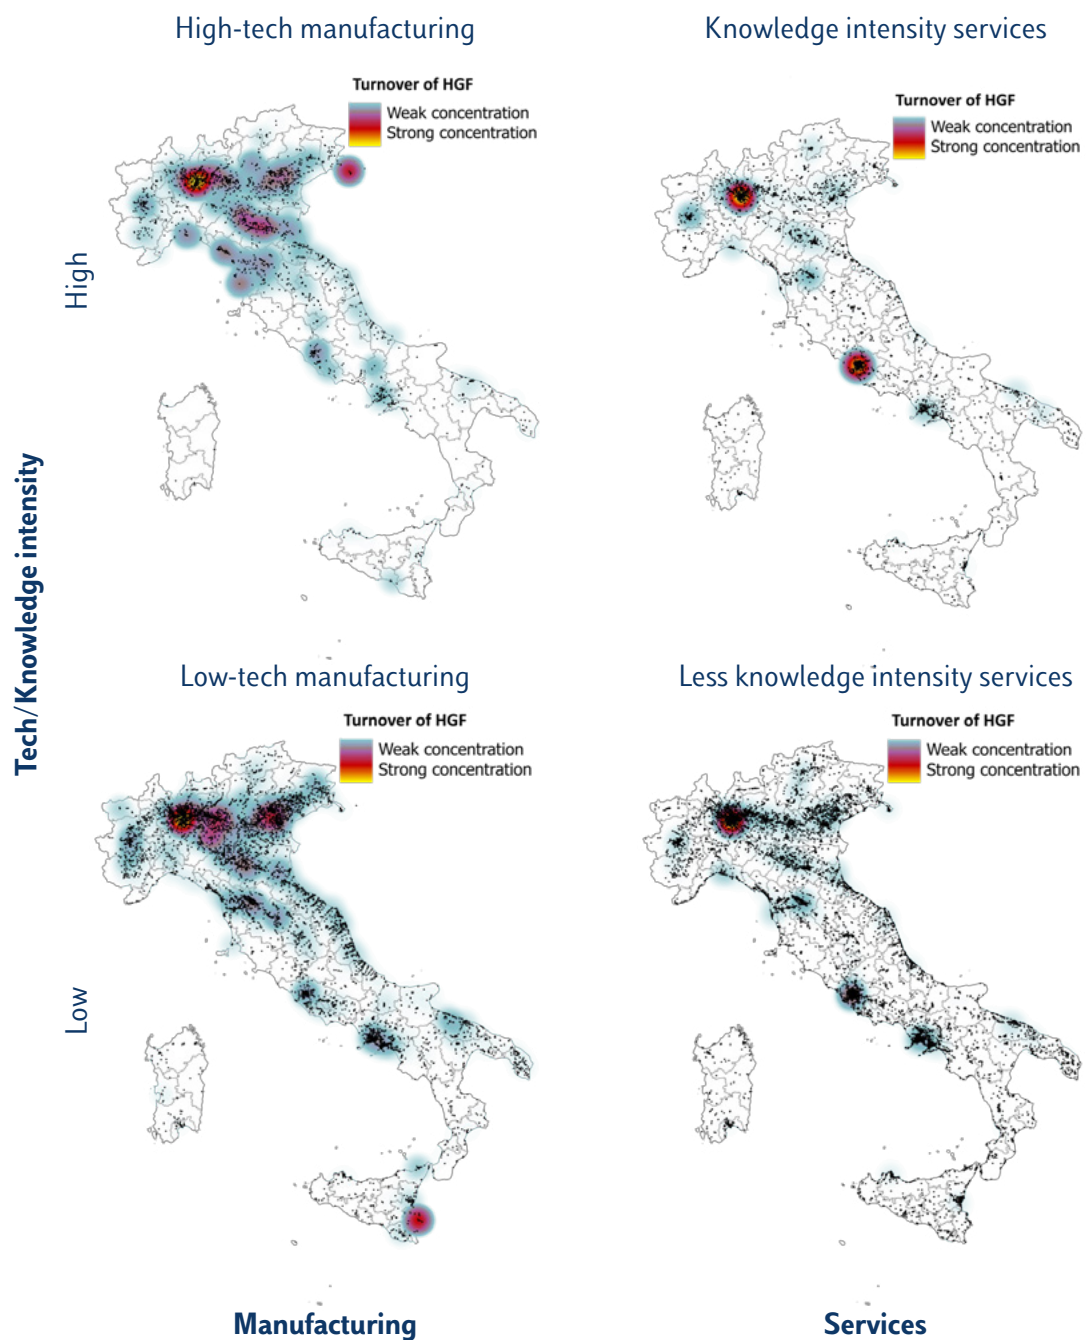 High-tech manufacturing
Knowledge intensity services
Turnover of HGF
Weak concentration
Strong concentration
Turnover of HGF
Weak concentration
Strong concentration
High
Tech/Knowledge intensity
Low-tech manufacturing
Less knowledge intensity services
Turnover of HGF
Weak concentration
Strong concentration
Turnover of HGF
Weak concentration
Strong concentration
Low
Manufacturing
Services